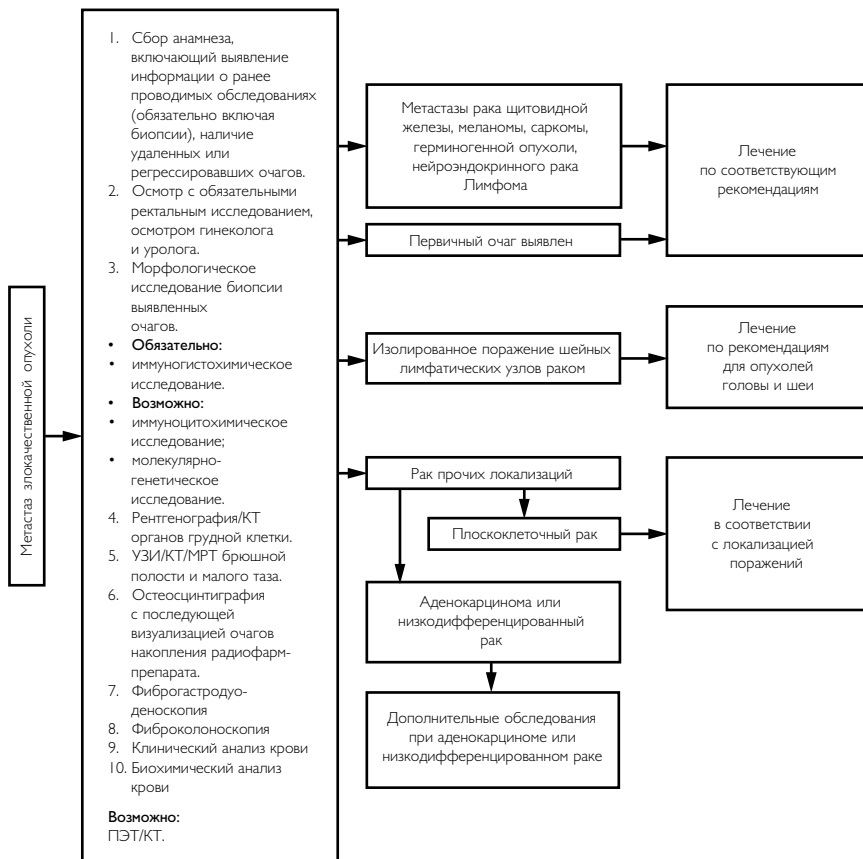 Метастаз злокачественной опухоли
1. Сбор анамнеза,
включающий выявление
информации о ранее
проводимых обследованиях
(обязательно включая
биопсии), наличие
удаленных или
регрессировавших очагов.
2. Осмотр с обязательными
ректальным исследованием,
осмотром гинеколога
и уролога.
3. Морфологическое
исследование биопсии
выявленных
очагов.
• Обязательно:
• иммуногистохимическое
исследование.
• Возможно:
• иммуноцитохимическое
исследование;
• молекулярно-
генетическое
исследование.
4. Рентгенография/КТ
органов грудной клетки.
5. УЗИ/КТ/МРТ брюшной
полости и малого таза.
6. Остеосцинтиграфия
с последующей
визуализацией очагов
накопления радиофарм-
препарата.
7. Фиброгастродуо-
деноскопия
8. Фиброколоноскопия
9. Клинический анализ крови
10. Биохимический анализ
крови
Возможно:
ПЭТ/КТ.
Метастазы рака щитовидной
железы, меланомы, саркомы,
герминогенной опухоли,
нейроэндокринного рака
Лимфома
Первичный очаг выявлен
Лечение
по соответствующим
рекомендациям
Изолированное поражение шейных
лимфатических узлов раком
Лечение
по рекомендациям
для опухолей
головы и шеи
Рак прочих локализаций
Плоскоклеточный рак
Лечение
в соответствии
с локализацией
поражений
Аденокарцинома или
низкодифференцированный
рак
Дополнительные обследования
при аденокарциноме или
низкодифференцированном раке